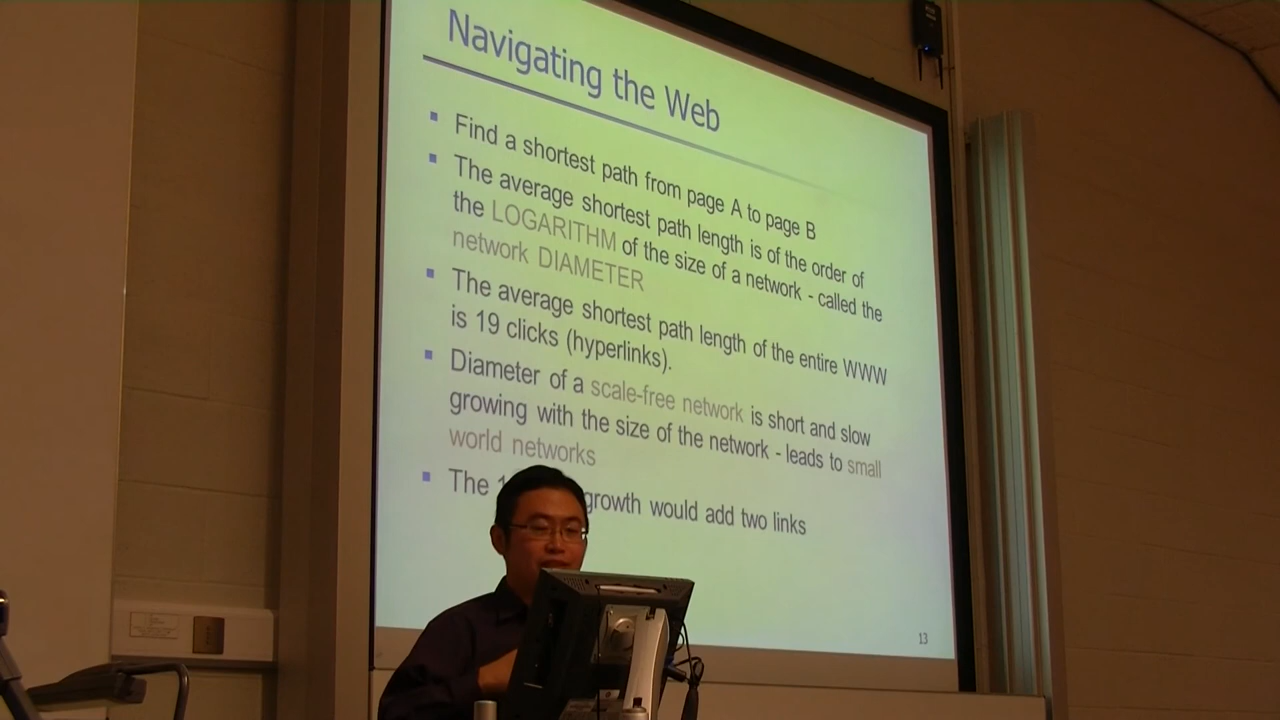 Navigating the Web
Find a shortest path from page A to page B
The average shortest path length is of the order of
the LOGARITHM of the size of a network - called the
network DIAMETER
The average shortest path length of the entire WWW
is 19 clicks (hyperlinks).
Diameter of a scale-free network is short and slow
growing with the size of the network - leads to small
world networks
The growth would add two links
13